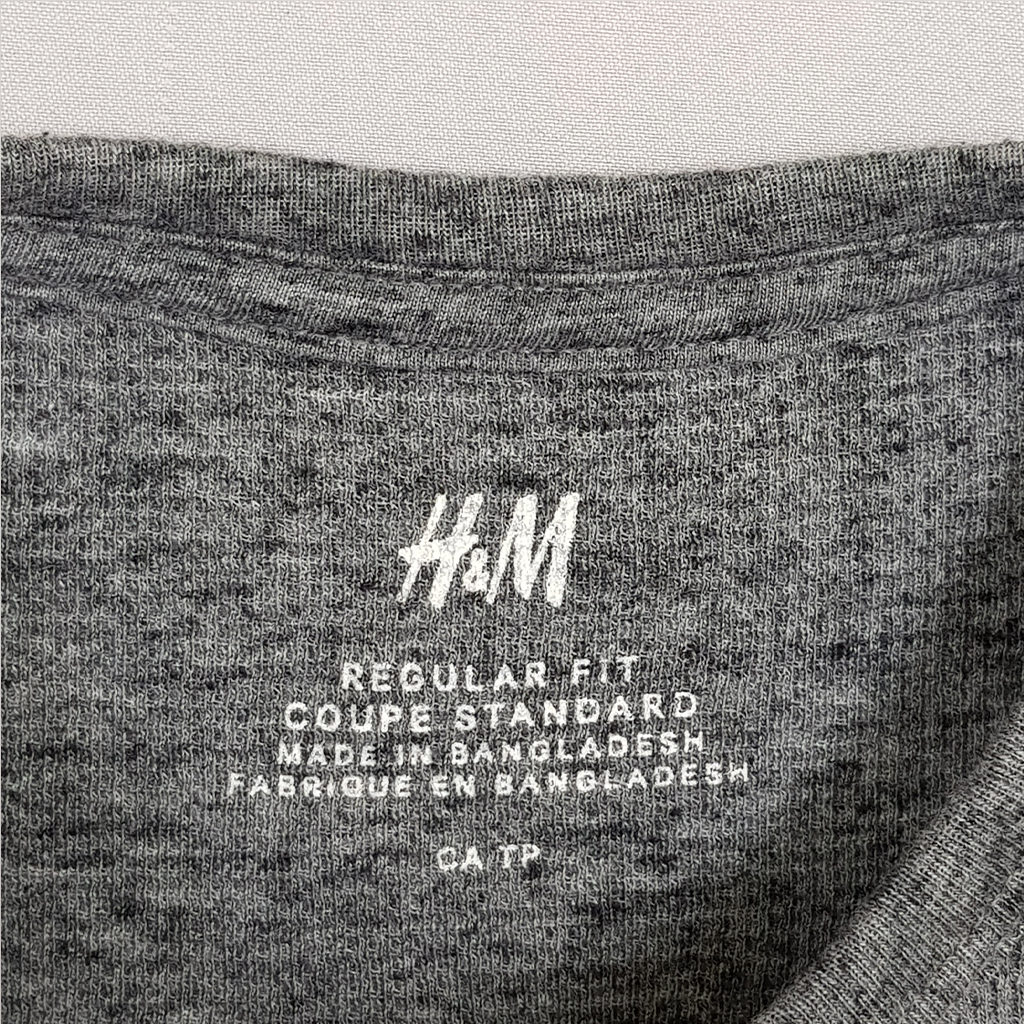 H&M
REGULAR FIT
COUPE STANDARD
MADE IN BANGLADESH
FABRIQUE EN BANGLADESH
CA TP